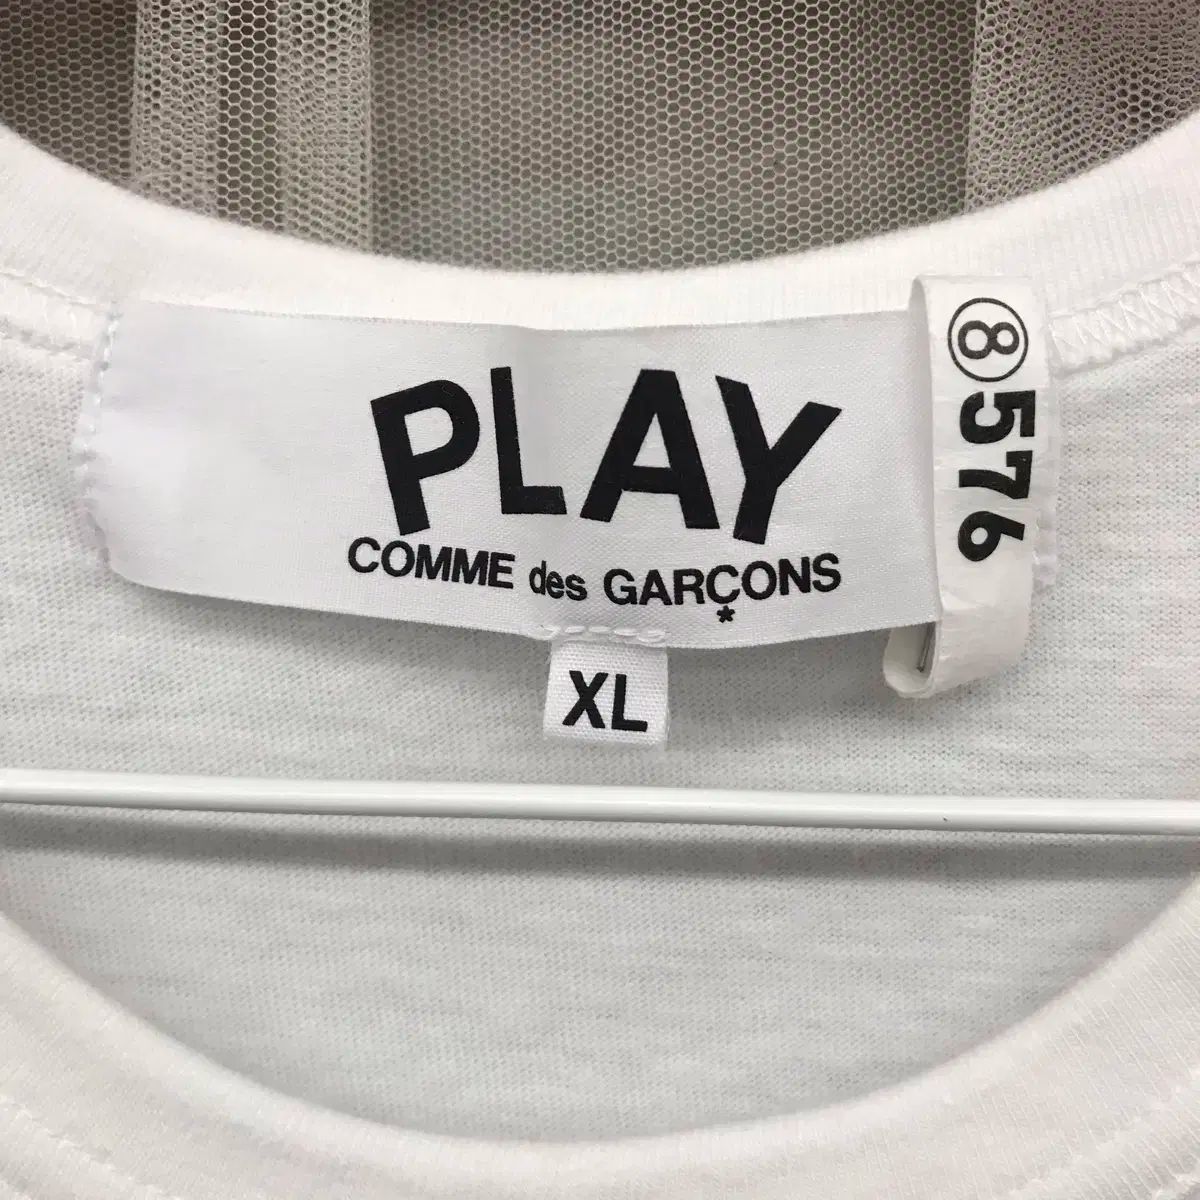 PLAY
COMME des GARÇONS
*
XL
⑧576